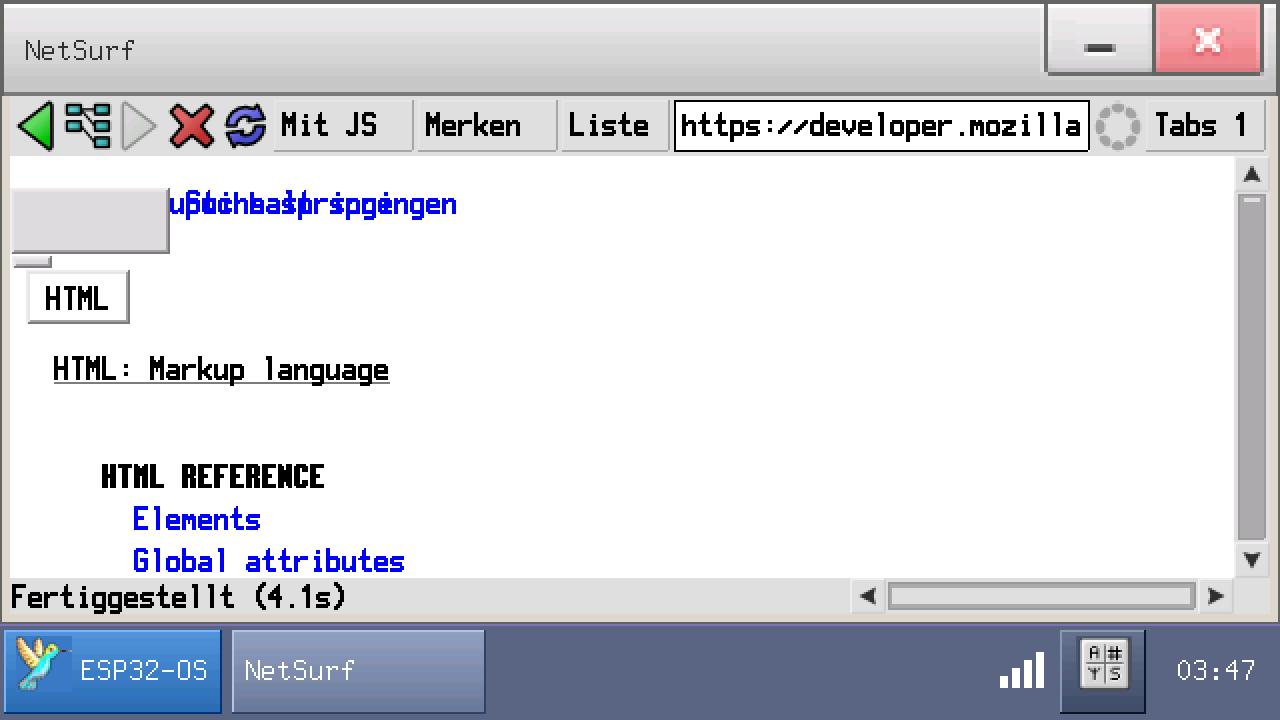 NetSurf
Mit JS Merken Liste https://developer.mozilla Tabs 1
HTML
HTML: Markup language
HTML REFERENCE
Elements
Global attributes
Fertiggestellt (4.1s)
ESP32-OS NetSurf 03:47